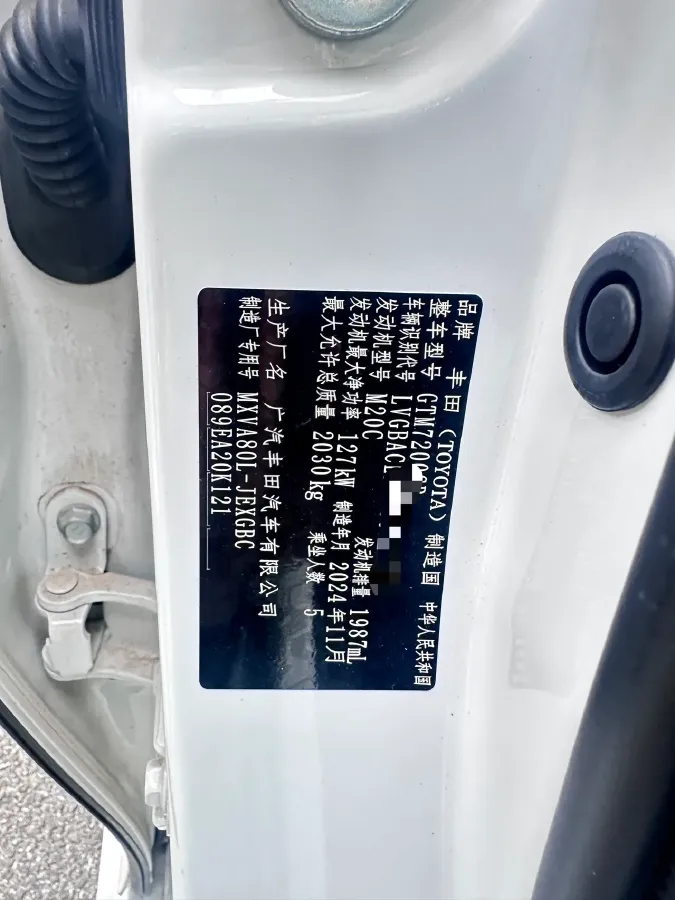 品牌 丰田(TOYOTA) 制造国 中华人民共和国
整车型号 GTM7200
车辆识别代号 LVGBAC
发动机型号 M20C 发动机排量 1987mL
发动机最大净功率 127kW 制造年月 2024年11月
最大允许总质量 2030kg 乘坐人数 5
生产厂名 广汽丰田汽车有限公司
制造厂专用号 MXVA80L-JEXGBC
089EA20K121